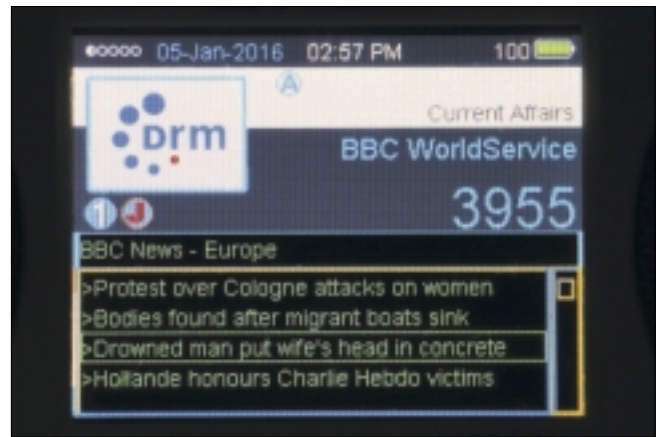 05-Jan-2016 02:57 PM 100
A
Current Affairs
DRM
BBC WorldService
3955
1 J
BBC News - Europe
>Protest over Cologne attacks on women
>Bodies found after migrant boats sink
>Drowned man put wife's head in concrete
>Hollande honours Charlie Hebdo victims